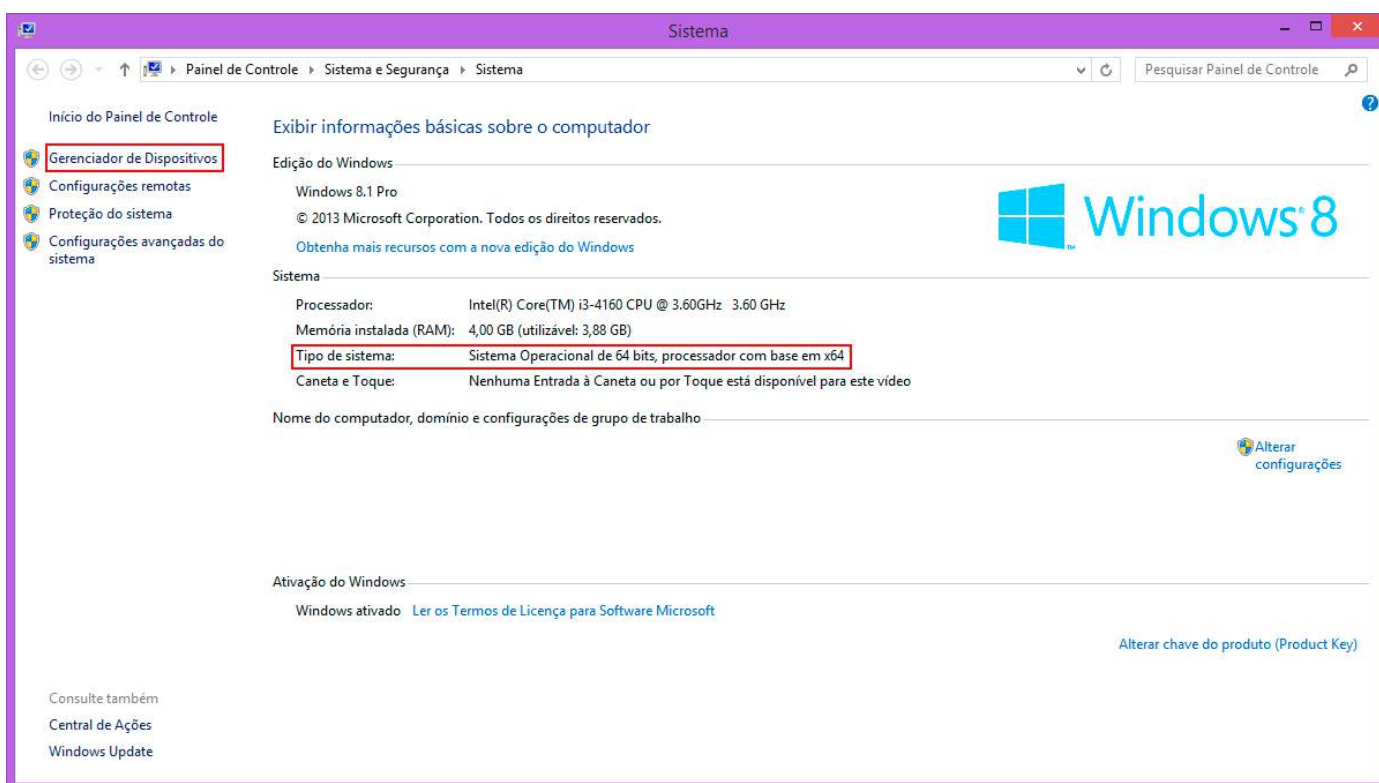 Sistema
Painel de Controle
Sistema e Segurança
Sistema
Pesquisar Painel de Controle
Início do Painel de Controle
Gerenciador de Dispositivos
Configurações remotas
Proteção do sistema
Configurações avançadas do
sistema
Exibir informações básicas sobre o computador
Edição do Windows
Windows 8.1 Pro
© 2013 Microsoft Corporation. Todos os direitos reservados.
Obtenha mais recursos com a nova edição do Windows
Windows® 8
Sistema
Processador: Intel(R) Core(TM) i3-4160 CPU @ 3.60GHz 3.60 GHz
Memória instalada (RAM): 4,00 GB (utilizável: 3,88 GB)
Tipo de sistema: Sistema Operacional de 64 bits, processador com base em x64
Caneta e Toque: Nenhuma Entrada à Caneta ou por Toque está disponível para este vídeo
Nome do computador, domínio e configurações de grupo de trabalho
Alterar
configurações
Ativação do Windows
Windows ativado Ler os Termos de Licença para Software Microsoft
Alterar chave do produto (Product Key)
Consulte também
Central de Ações
Windows Update